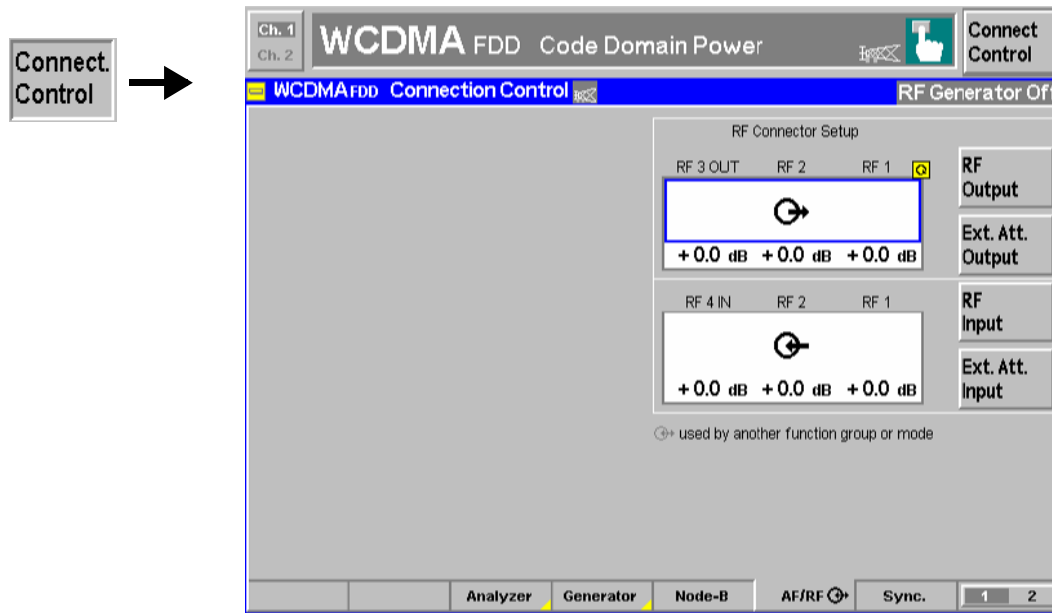 Connect.
Control
Ch. 1
Ch. 2
WCDMA FDD Code Domain Power
Connect
Control
WCDMA FDD Connection Control
RF Generator Off
RF Connector Setup
RF 3 OUT RF 2 RF 1
+ 0.0 dB + 0.0 dB + 0.0 dB
RF
Output
Ext. Att.
Output
RF 4 IN RF 2 RF 1
+ 0.0 dB + 0.0 dB + 0.0 dB
RF
Input
Ext. Att.
Input
used by another function group or mode
Analyzer Generator Node-B AF/RF Sync. 1 2